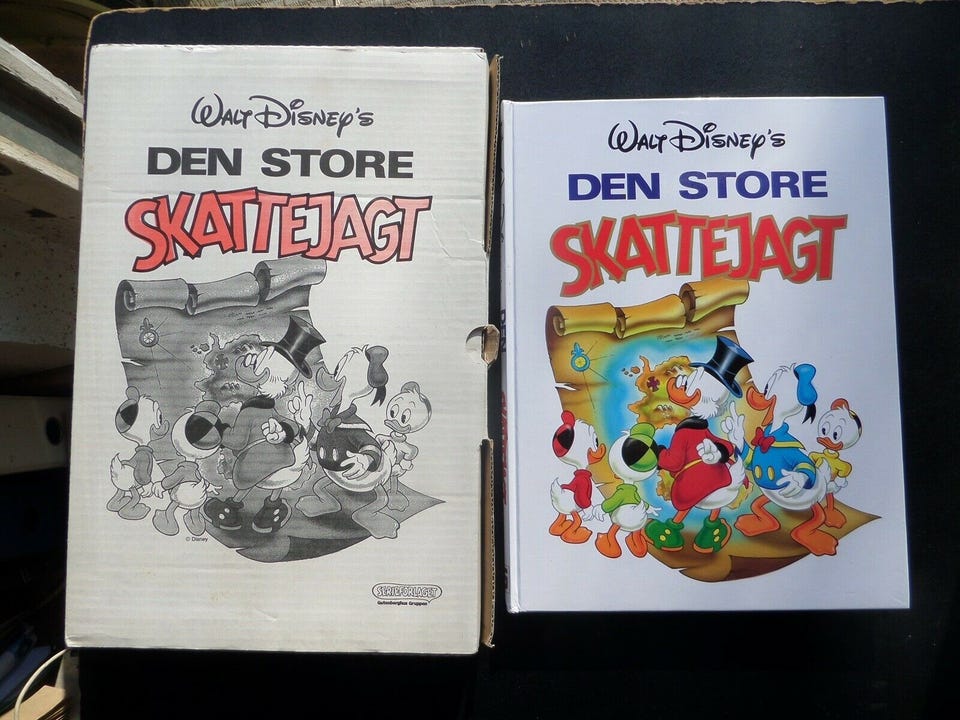 WALT DISNEY'S
DEN STORE
SKATTEJAGT
© Disney
SERIEFORLAGET
Gutenberghus Gruppen
WALT DISNEY'S
DEN STORE
SKATTEJAGT